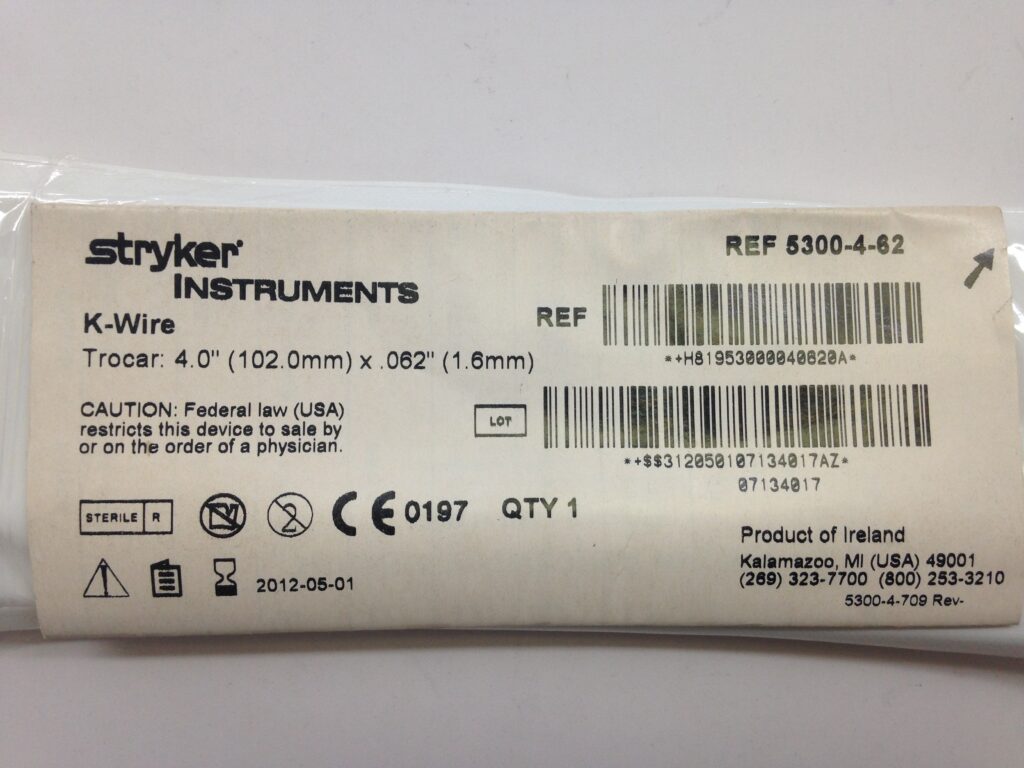 stryker
INSTRUMENTS
REF 5300-4-62
K-Wire
Trocar: 4.0" (102.0mm) x .062" (1.6mm)
REF
*+H81953000040620A*
CAUTION: Federal law (USA)
restricts this device to sale by
or on the order of a physician.
LOT
*+$$312050107134017AZ*
07134017
STERILE R
2
CE 0197
QTY 1
2012-05-01
Product of Ireland
Kalamazoo, MI (USA) 49001
(269) 323-7700 (800) 253-3210
5300-4-709 Rev-